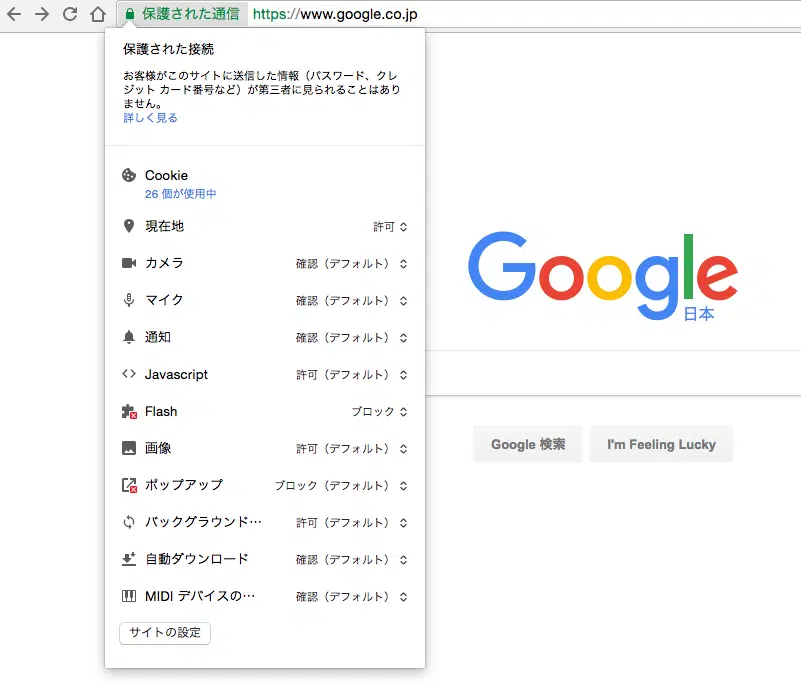 保護された通信 https://www.google.co.jp
保護された接続
お客様がこのサイトに送信した情報（パスワード、クレ
ジット カード番号など）が第三者に見られることはあり
ません。
詳しく見る
Cookie
26 個が使用中
現在地 許可
カメラ 確認（デフォルト）
マイク 確認（デフォルト）
通知 確認（デフォルト）
Javascript 許可（デフォルト）
Flash ブロック
画像 許可（デフォルト）
ポップアップ ブロック（デフォルト）
バックグラウンド… 許可（デフォルト）
自動ダウンロード 確認（デフォルト）
MIDI デバイスの… 確認（デフォルト）
サイトの設定
Google
日本
Google 検索 I'm Feeling Lucky